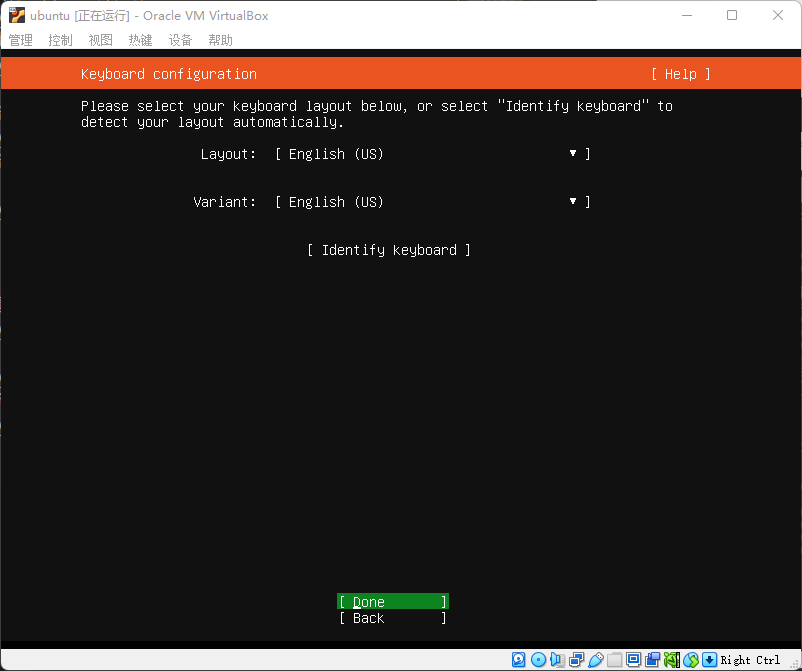 ubuntu [正在运行] - Oracle VM VirtualBox
管理 控制 视图 热键 设备 帮助
Keyboard configuration [ Help ]
Please select your keyboard layout below, or select "Identify keyboard" to
detect your layout automatically.
Layout: [ English (US) ▼ ]
Variant: [ English (US) ▼ ]
[ Identify keyboard ]
[ Done ]
[ Back ]
Right Ctrl